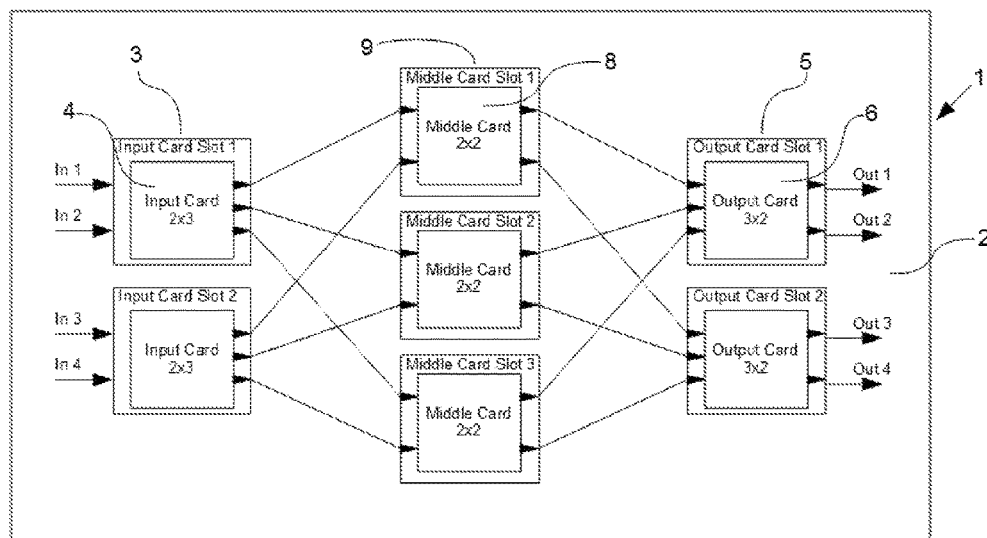 9
3
Middle Card Slot 1
8
5
1
4
Middle Card
2x2
6
Input Card Slot 1
Output Card Slot 1
In 1
Input Card
2x3
Output Card
3x2
Out 1
In 2
Out 2
Middle Card Slot 2
2
Middle Card
2x2
Input Card Slot 2
Output Card Slot 2
In 3
Input Card
2x3
Output Card
3x2
Out 3
In 4
Out 4
Middle Card Slot 3
Middle Card
2x2